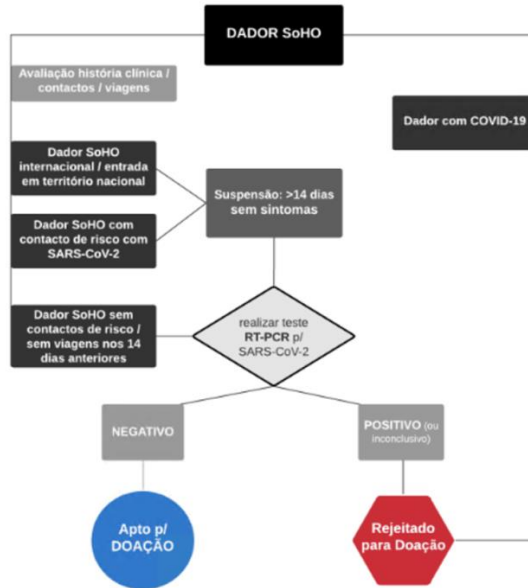 DADOR SoHO
Avaliação história clínica /
contactos / viagens
Dador com COVID-19
Dador SoHO
internacional / entrada
em território nacional
Suspensão: >14 dias
sem sintomas
Dador SoHO com
contacto de risco com
SARS-CoV-2
Dador SoHO sem
contactos de risco /
sem viagens nos 14
dias anteriores
realizar teste
RT-PCR p/
SARS-CoV-2
NEGATIVO
POSITIVO (ou
inconclusivo)
Apto p/
DOAÇÃO
Rejeitado
para Doação